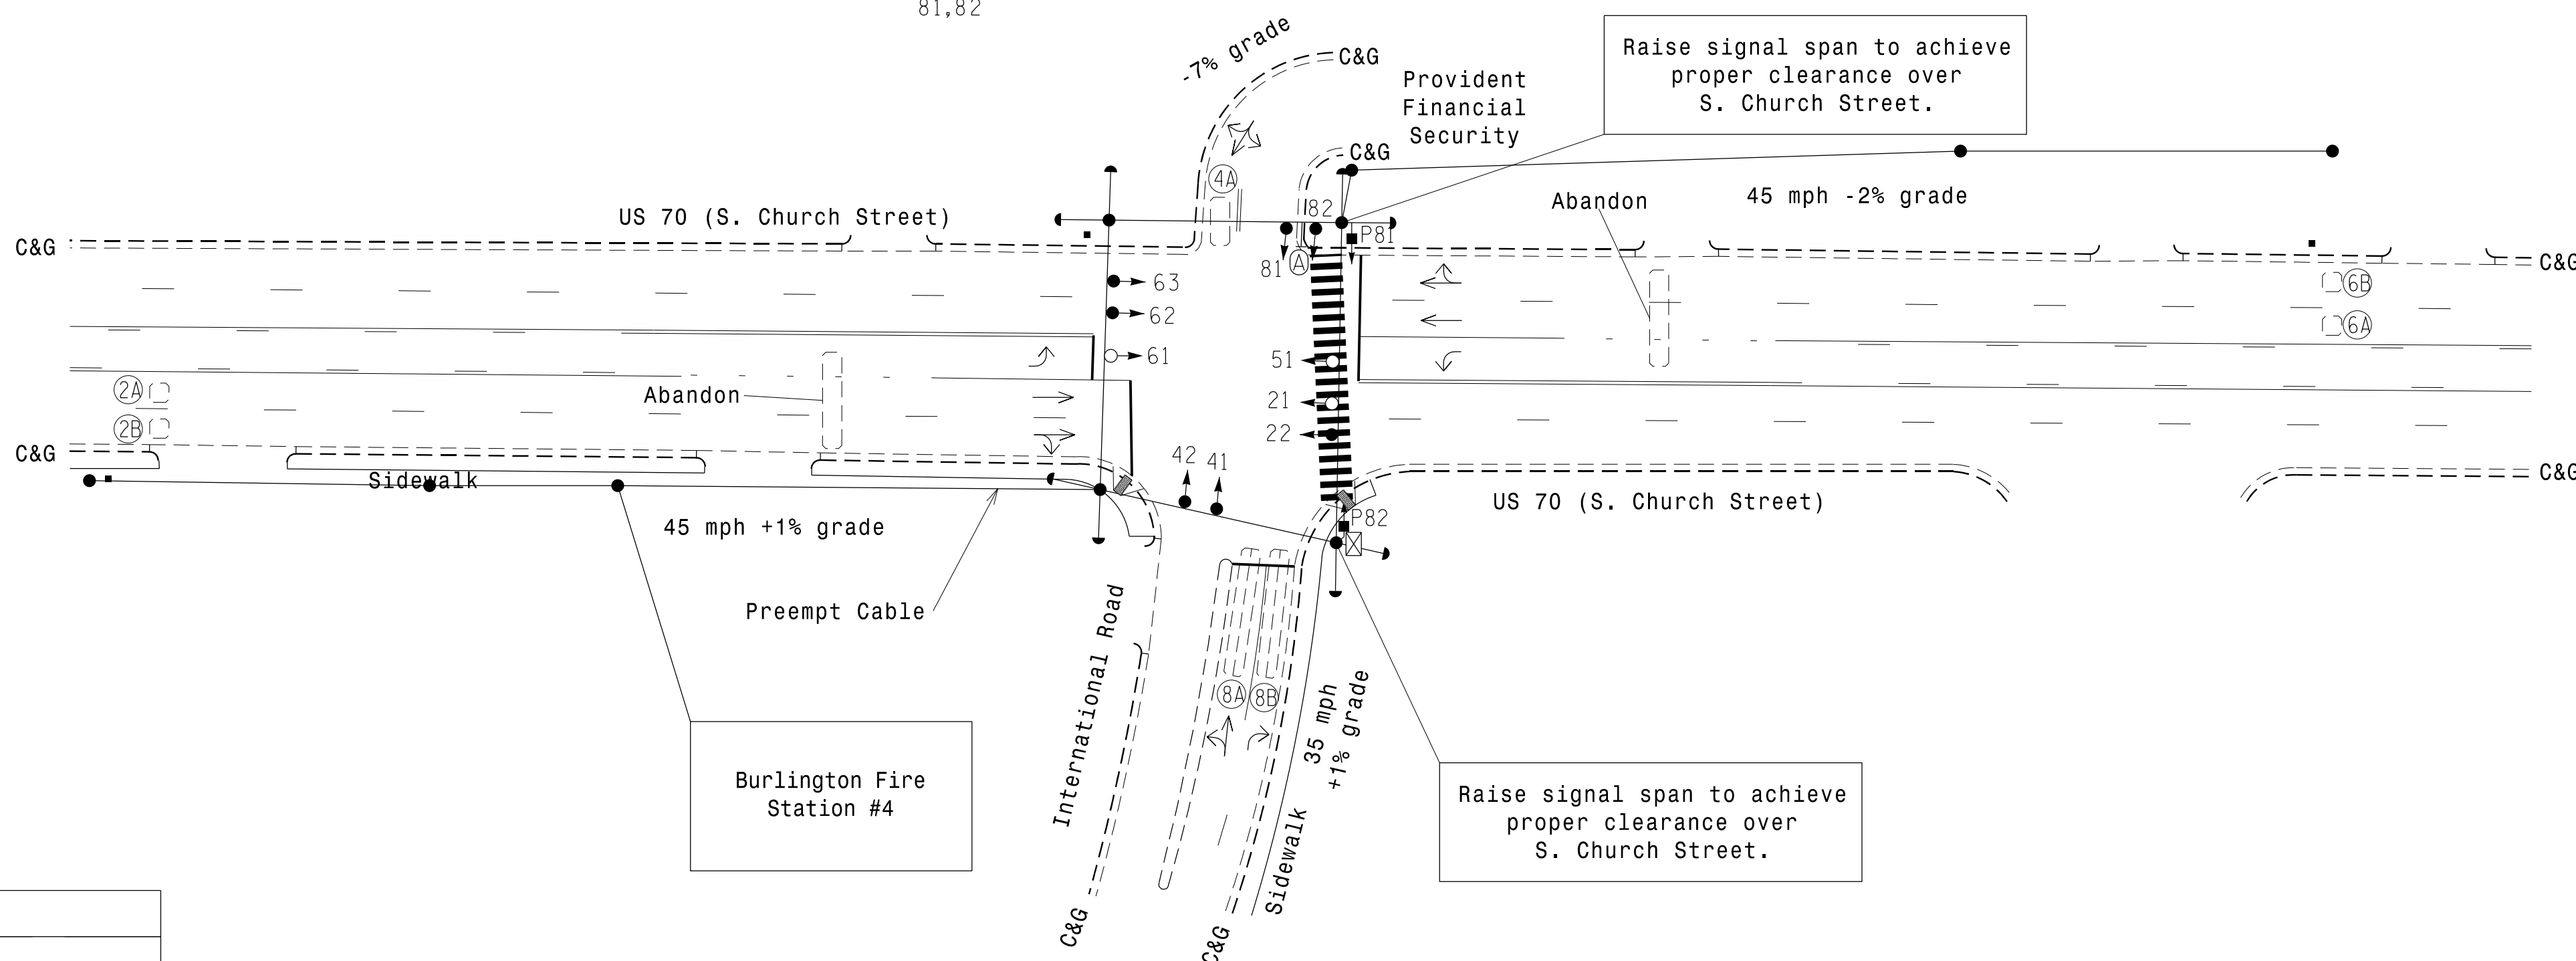 81,82
-7% grade
C&G
Provident
Financial
Security
Raise signal span to achieve
proper clearance over
S. Church Street.
C&G
4A
US 70 (S. Church Street)
82
P81
Abandon
45 mph -2% grade
C&G
81
A
C&G
63
6B
62
6A
61
51
2A
Abandon
21
2B
22
C&G
42
41
C&G
Sidewalk
US 70 (S. Church Street)
P82
45 mph +1% grade
Preempt Cable
International Road
8A
8B
35 mph
+1% grade
Burlington Fire
Station #4
Raise signal span to achieve
proper clearance over
S. Church Street.
Sidewalk
C&G
C&G